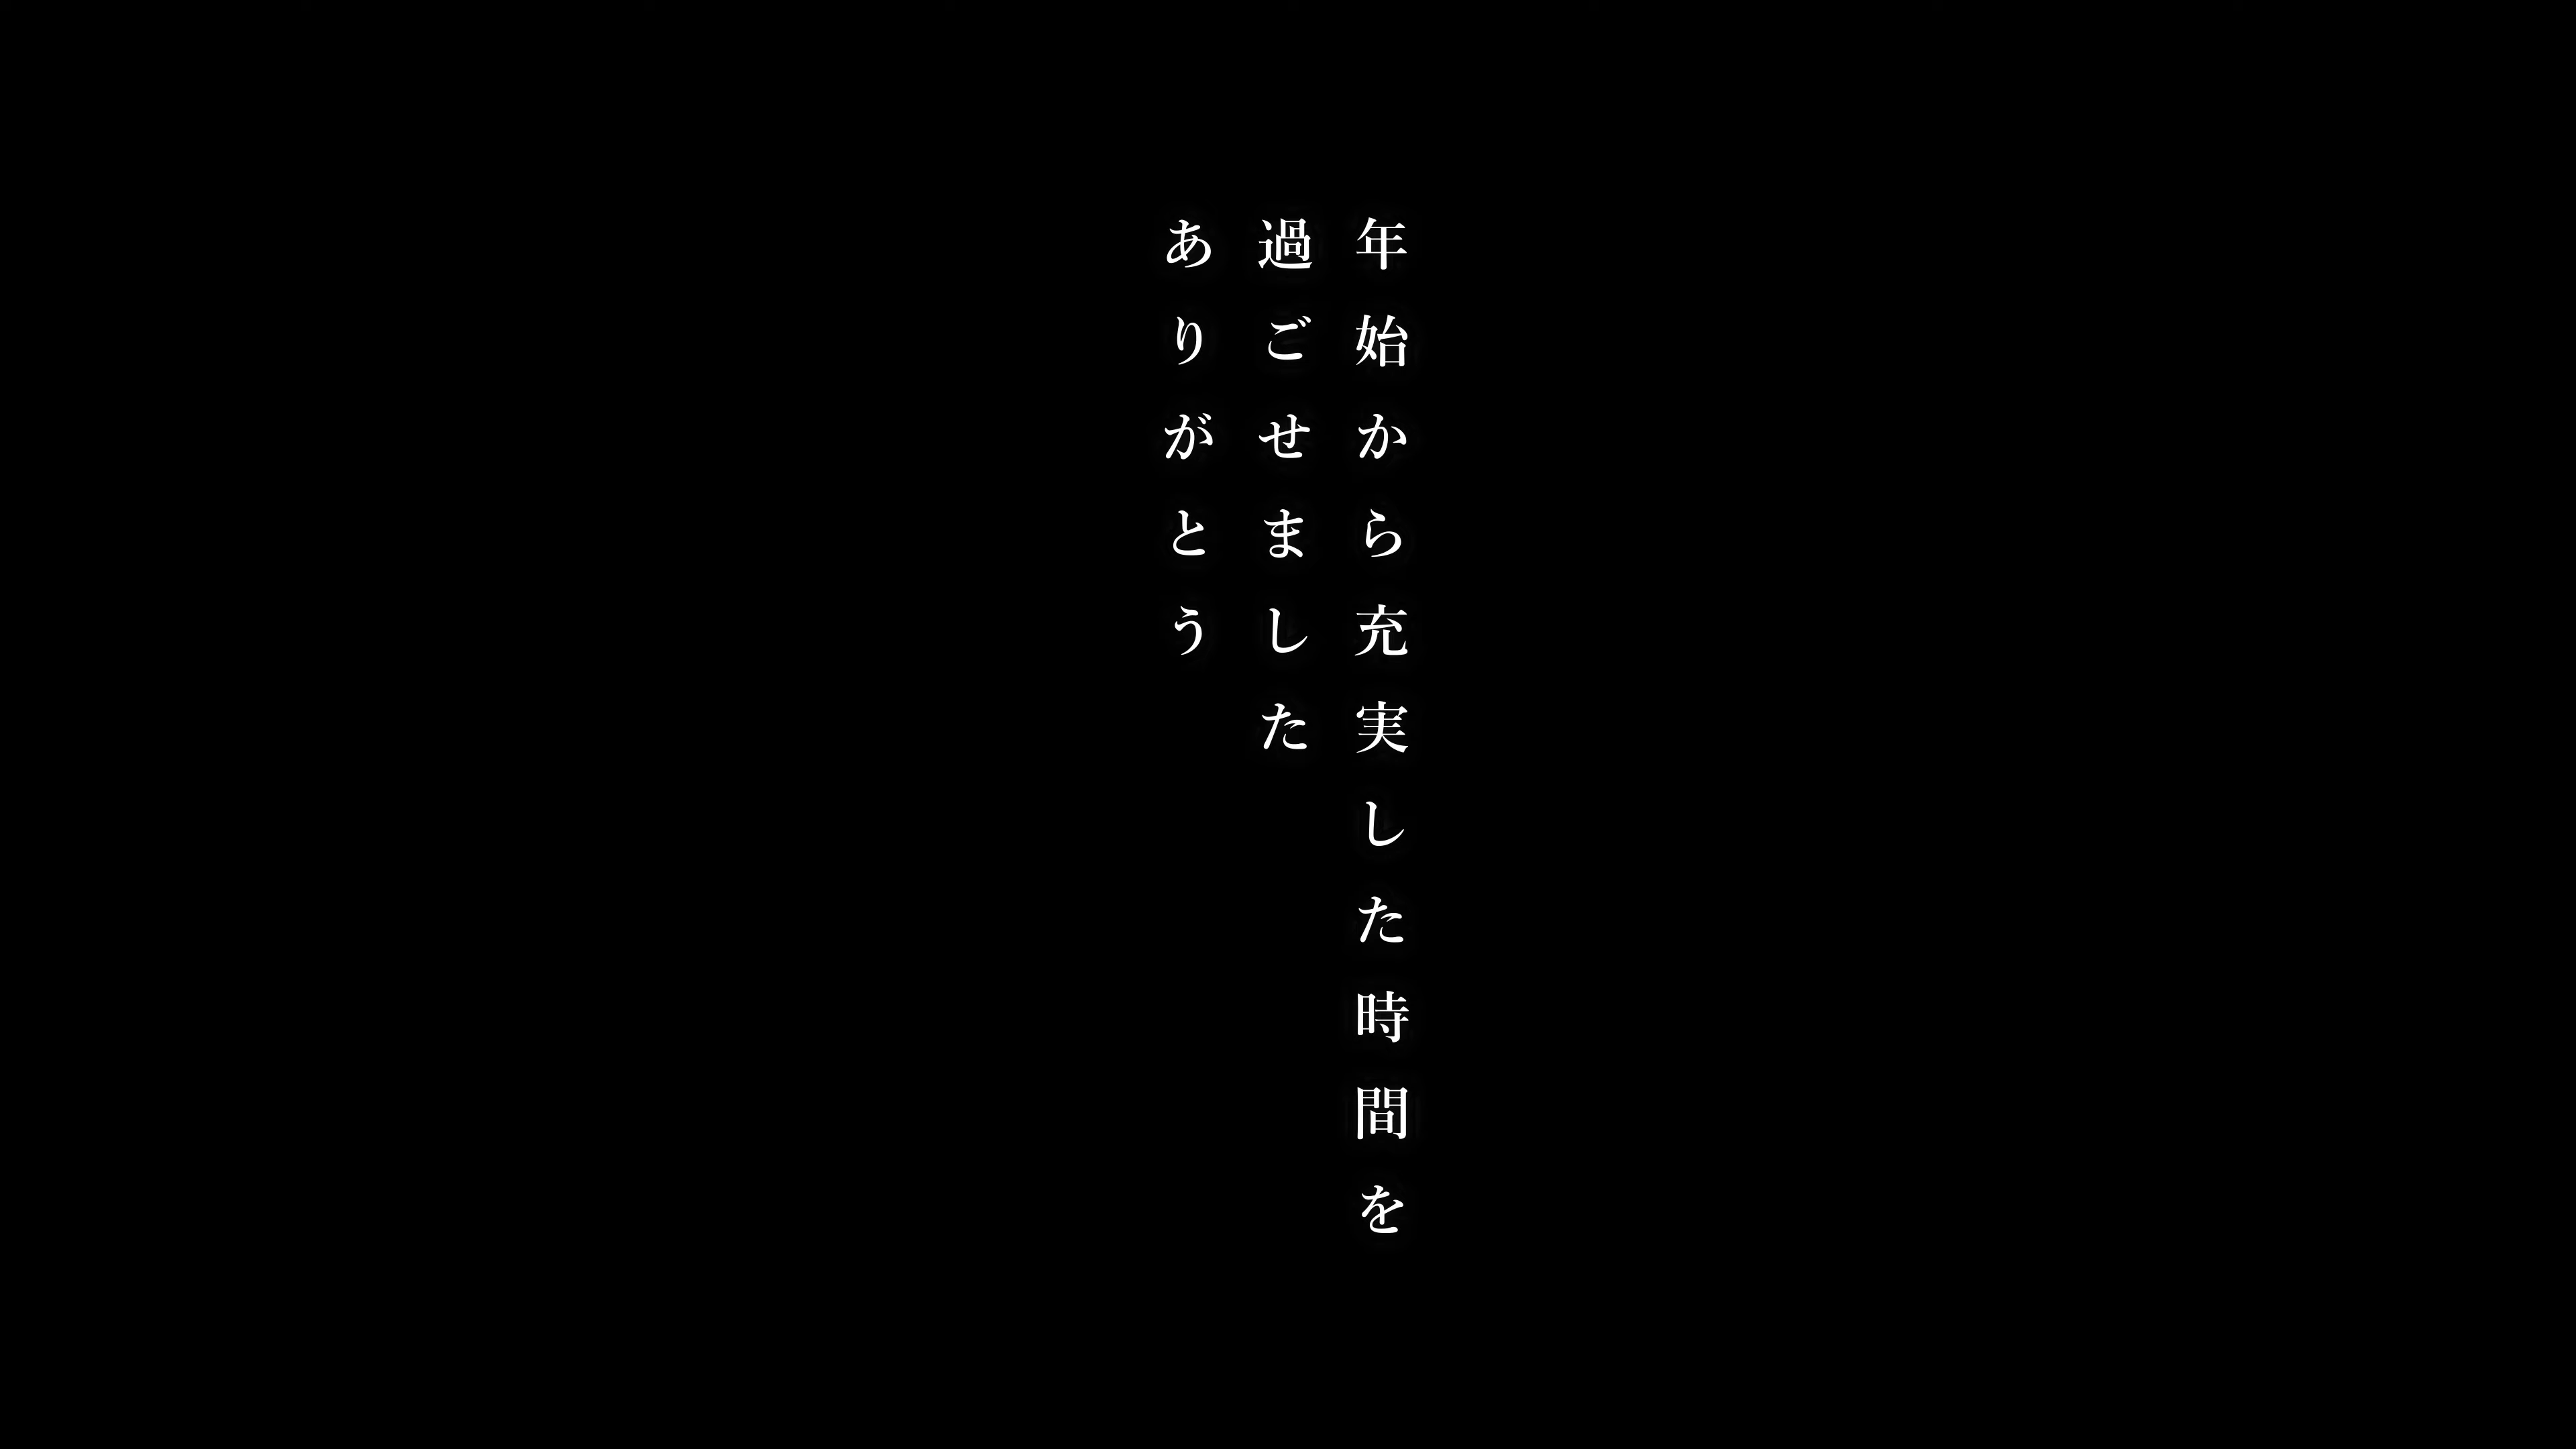 年始から充実した時間を
過ごせました
ありがとう